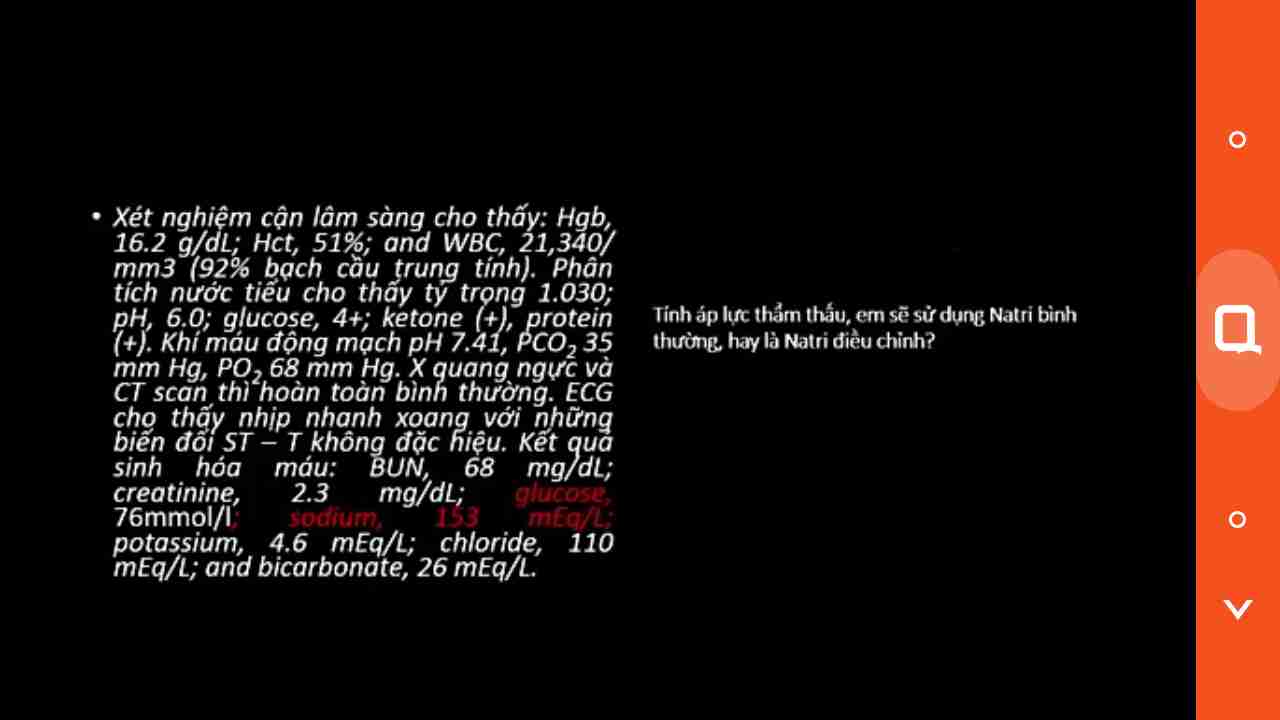 • Xét nghiệm cận lâm sàng cho thấy: Hgb,
16.2 g/dL; Hct, 51%; and WBC, 21,340/
mm3 (92% bạch cầu trung tính). Phân
tích nước tiểu cho thấy tỷ trọng 1.030;
pH, 6.0; glucose, 4+; ketone (+), protein
(+). Khí máu động mạch pH 7.41, PCO2 35
mm Hg, PO2 68 mm Hg. X quang ngực và
CT scan thì hoàn toàn bình thường. ECG
cho thấy nhịp nhanh xoang với những
biến đổi ST – T không đặc hiệu. Kết quả
sinh hóa máu: BUN, 68 mg/dL;
creatinine, 2.3 mg/dL; glucose,
76mmol/l; sodium, 153 mEq/L;
potassium, 4.6 mEq/L; chloride, 110
mEq/L; and bicarbonate, 26 mEq/L.
Tính áp lực thẩm thấu, em sẽ sử dụng Natri bình
thường, hay là Natri điều chỉnh?